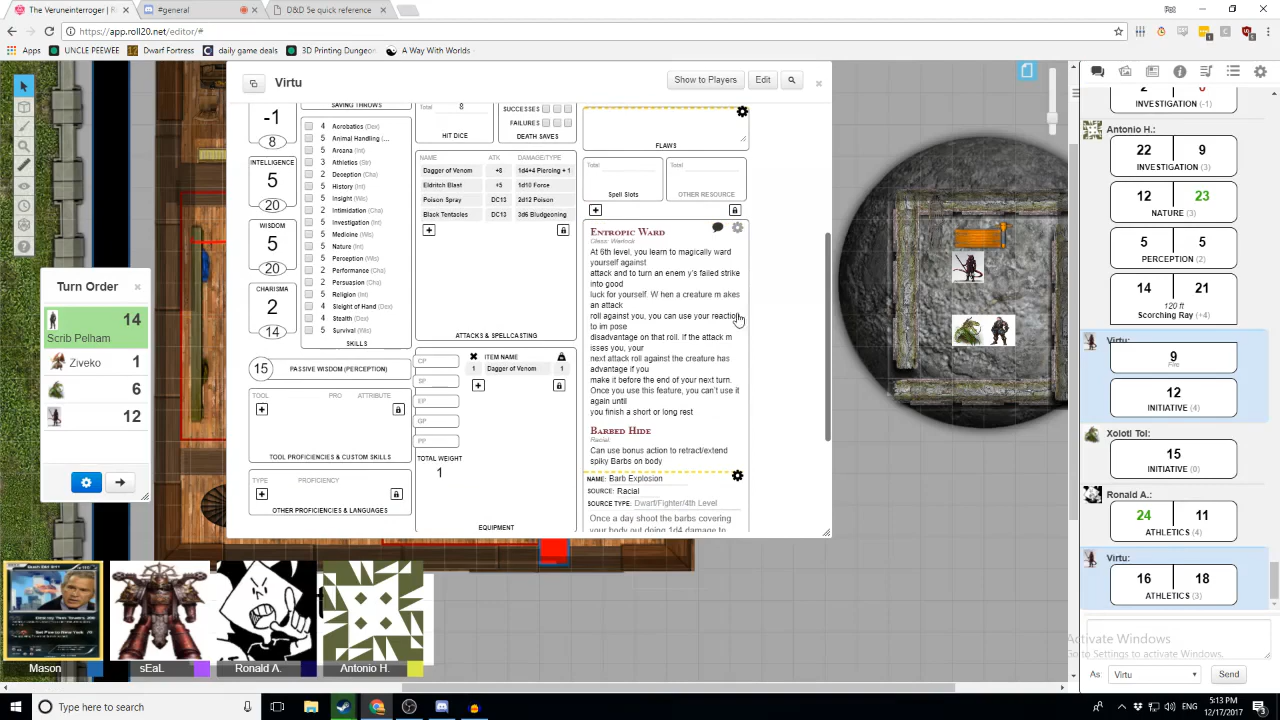 The Veruneinterroger | R
#general
D&D 5e quick reference
https://app.roll20.net/editor/#
Apps
UNCLE PEEWEE
Dwarf Fortress
daily game deals
3D Printing Dungeon
A Way With Worlds
Virtu
Show to Players
Edit
SAVING THROWS
-1
8
INTELLIGENCE
5
20
WISDOM
5
20
CHARISMA
2
14
4 Acrobatics (Dex)
5 Animal Handling (...
5 Arcana (Int)
3 Athletics (Str)
2 Deception (Cha)
5 History (Int)
5 Insight (Wis)
2 Intimidation (Cha)
5 Investigation (Int)
5 Medicine (Wis)
5 Nature (Int)
5 Perception (Wis)
2 Performance (Cha)
2 Persuasion (Cha)
5 Religion (Int)
4 Sleight of Hand (Dex)
4 Stealth (Dex)
5 Survival (Wis)
SKILLS
15 PASSIVE WISDOM (PERCEPTION)
TOOL PRO ATTRIBUTE
TOOL PROFICIENCIES & CUSTOM SKILLS
TYPE PROFICIENCY
OTHER PROFICIENCIES & LANGUAGES
Total 8
HIT DICE
SUCCESSES
FAILURES
DEATH SAVES
NAME ATK DAMAGE/TYPE
Dagger of Venom +8 1d4+4 Piercing + 1
Eldritch Blast +5 1d10 Force
Poison Spray DC13 2d12 Poison
Black Tentacles DC13 3d6 Bludgeoning
ATTACKS & SPELLCASTING
CP
SP
EP
GP
PP
ITEM NAME
1 Dagger of Venom 1
TOTAL WEIGHT
1
EQUIPMENT
FLAWS
Total
Spell Slots
Total
OTHER RESOURCE
ENTROPIC WARD
Class: Warlock
At 6th level, you learn to magically ward
yourself against
attack and to turn an enem y's failed strike
into good
luck for yourself. W hen a creature m akes
an attack
roll against you, you can use your reaction
to im pose
disadvantage on that roll. If the attack m
isses you, your
next attack roll against the creature has
advantage if you
make it before the end of your next turn.
Once you use this feature, you can't use it
again until
you finish a short or long rest
BARBED HIDE
Racial:
Can use bonus action to retract/extend
spiky Barbs on body
NAME: Barb Explosion
SOURCE: Racial
SOURCE TYPE: Dwarf/Fighter/4th Level
Once a day shoot the barbs covering
your body out doing 1d4 damage to
Turn Order
14
Scrib Pelham
Ziveko 1
6
12
Mason
sEaL
Ronald A.
Antonio H.
INVESTIGATION (-1)
Antonio H.:
22 9
INVESTIGATION (3)
12 23
NATURE (3)
5 5
PERCEPTION (2)
14 21
120 ft
Scorching Ray (+4)
Virtu:
9
Fire
12
INITIATIVE (4)
Xolotl Tol:
15
INITIATIVE (0)
Ronald A.:
24 11
ATHLETICS (4)
Virtu:
16 18
ATHLETICS (3)
Activate Windows
Go to Settings to activate Windows.
As Virtu
Send
Type here to search
ENG
5:13 PM
12/17/2017
3